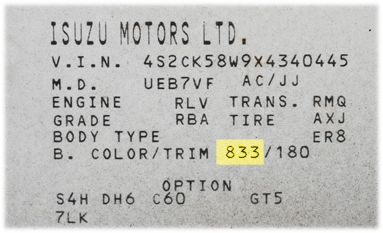 ISUZU MOTORS LTD.
V.I.N. 4S2CK58W9X4340445
M.D. UEB7VF AC/JJ
ENGINE RLV TRANS. RMQ
GRADE RBA TIRE AXJ
BODY TYPE ER8
B. COLOR/TRIM 833/180
OPTION
S4H DH6 C60 GT5
7LK